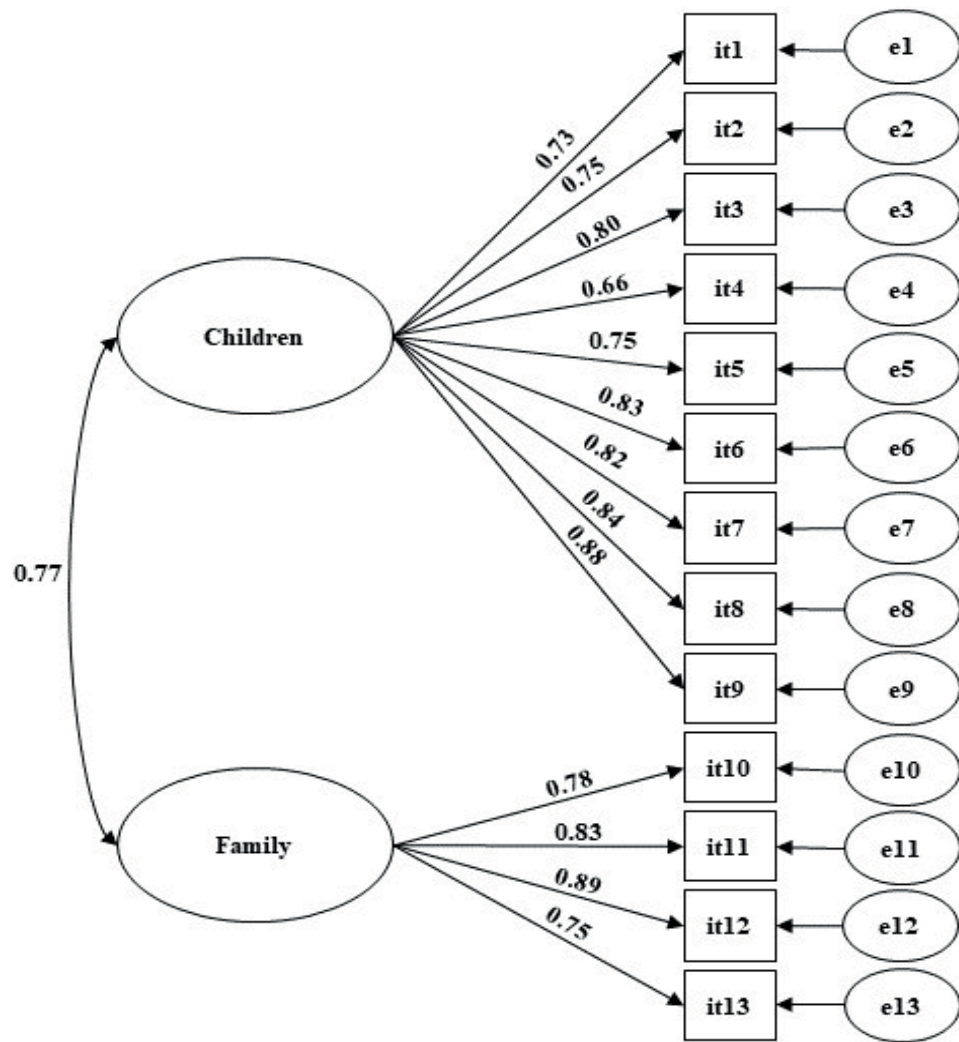 it1
e1
it2
e2
it3
e3
it4
e4
it5
e5
it6
e6
it7
e7
it8
e8
it9
e9
it10
e10
it11
e11
it12
e12
it13
e13
0.73
0.75
0.80
0.66
0.75
0.83
0.82
0.84
0.88
Children
0.77
Family
0.78
0.83
0.89
0.75